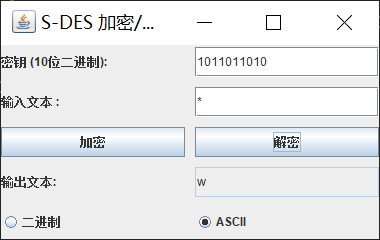 S-DES 加密/...
密钥 (10位二进制): 1011011010
输入文本 : *
加密 解密
输出文本: w
二进制 ASCII